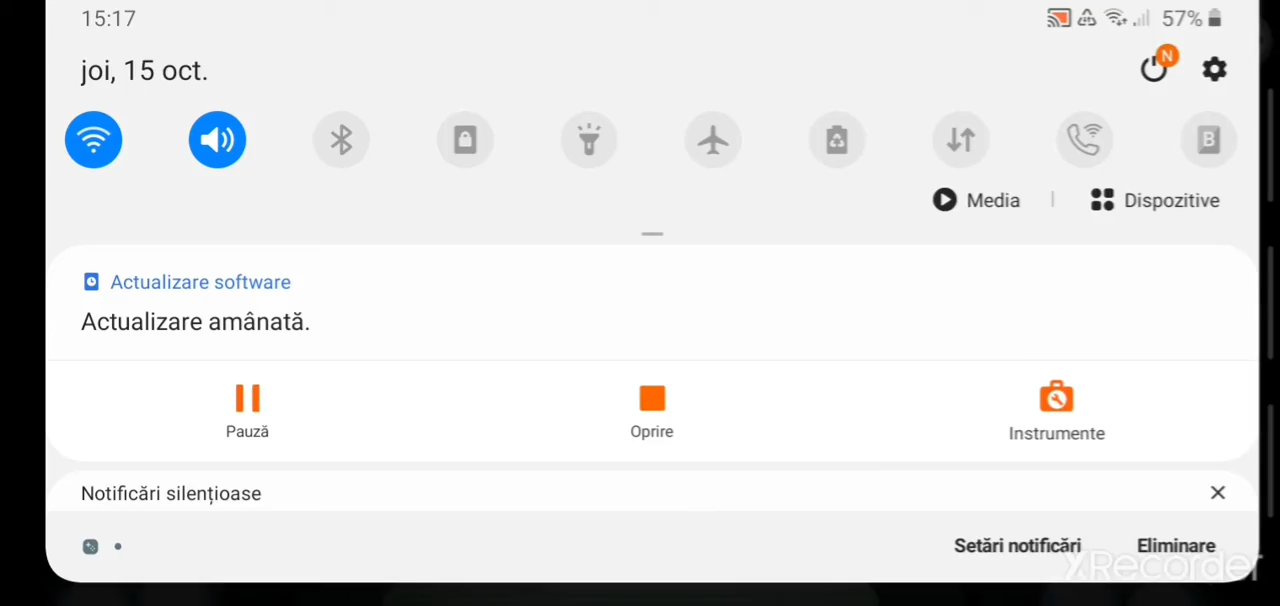 15:17
57%
joi, 15 oct.
N
B
Media
Dispozitive
Actualizare software
Actualizare amânată.
Pauză
Oprire
Instrumente
Notificări silențioase
Setări notificări
Eliminare
XRecorder